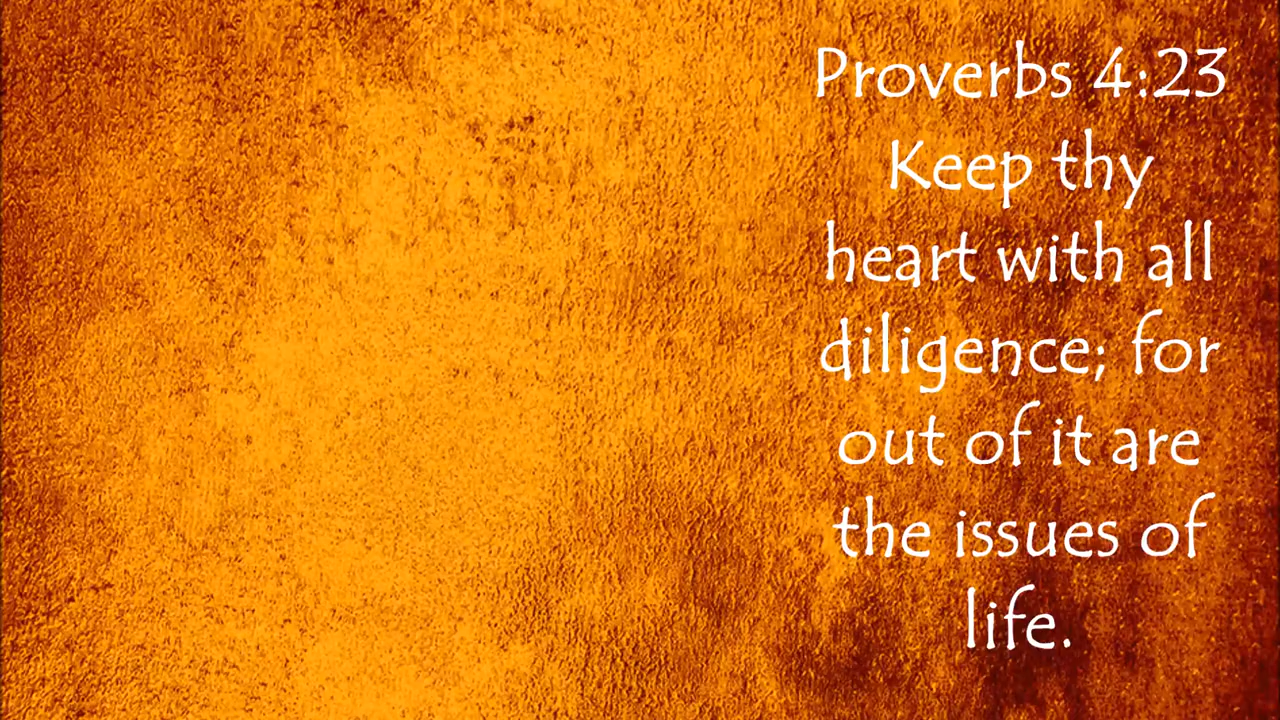 Proverbs 4:23
Keep thy
heart with all
diligence; for
out of it are
the issues of
life.